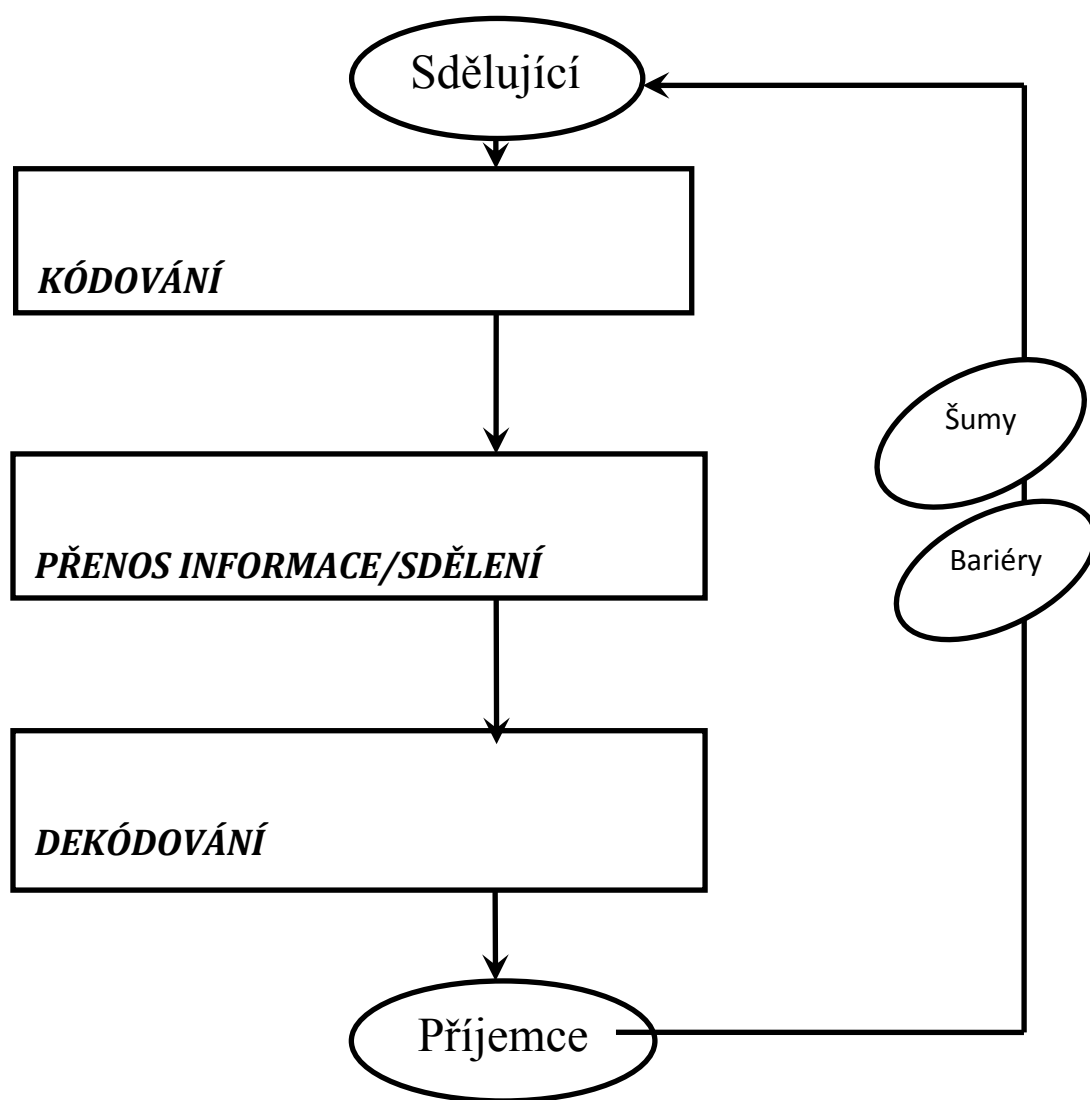 Sdělující
KÓDOVÁNÍ
Šumy
PŘENOS INFORMACE/SDĚLENÍ
Bariéry
DEKÓDOVÁNÍ
Příjemce